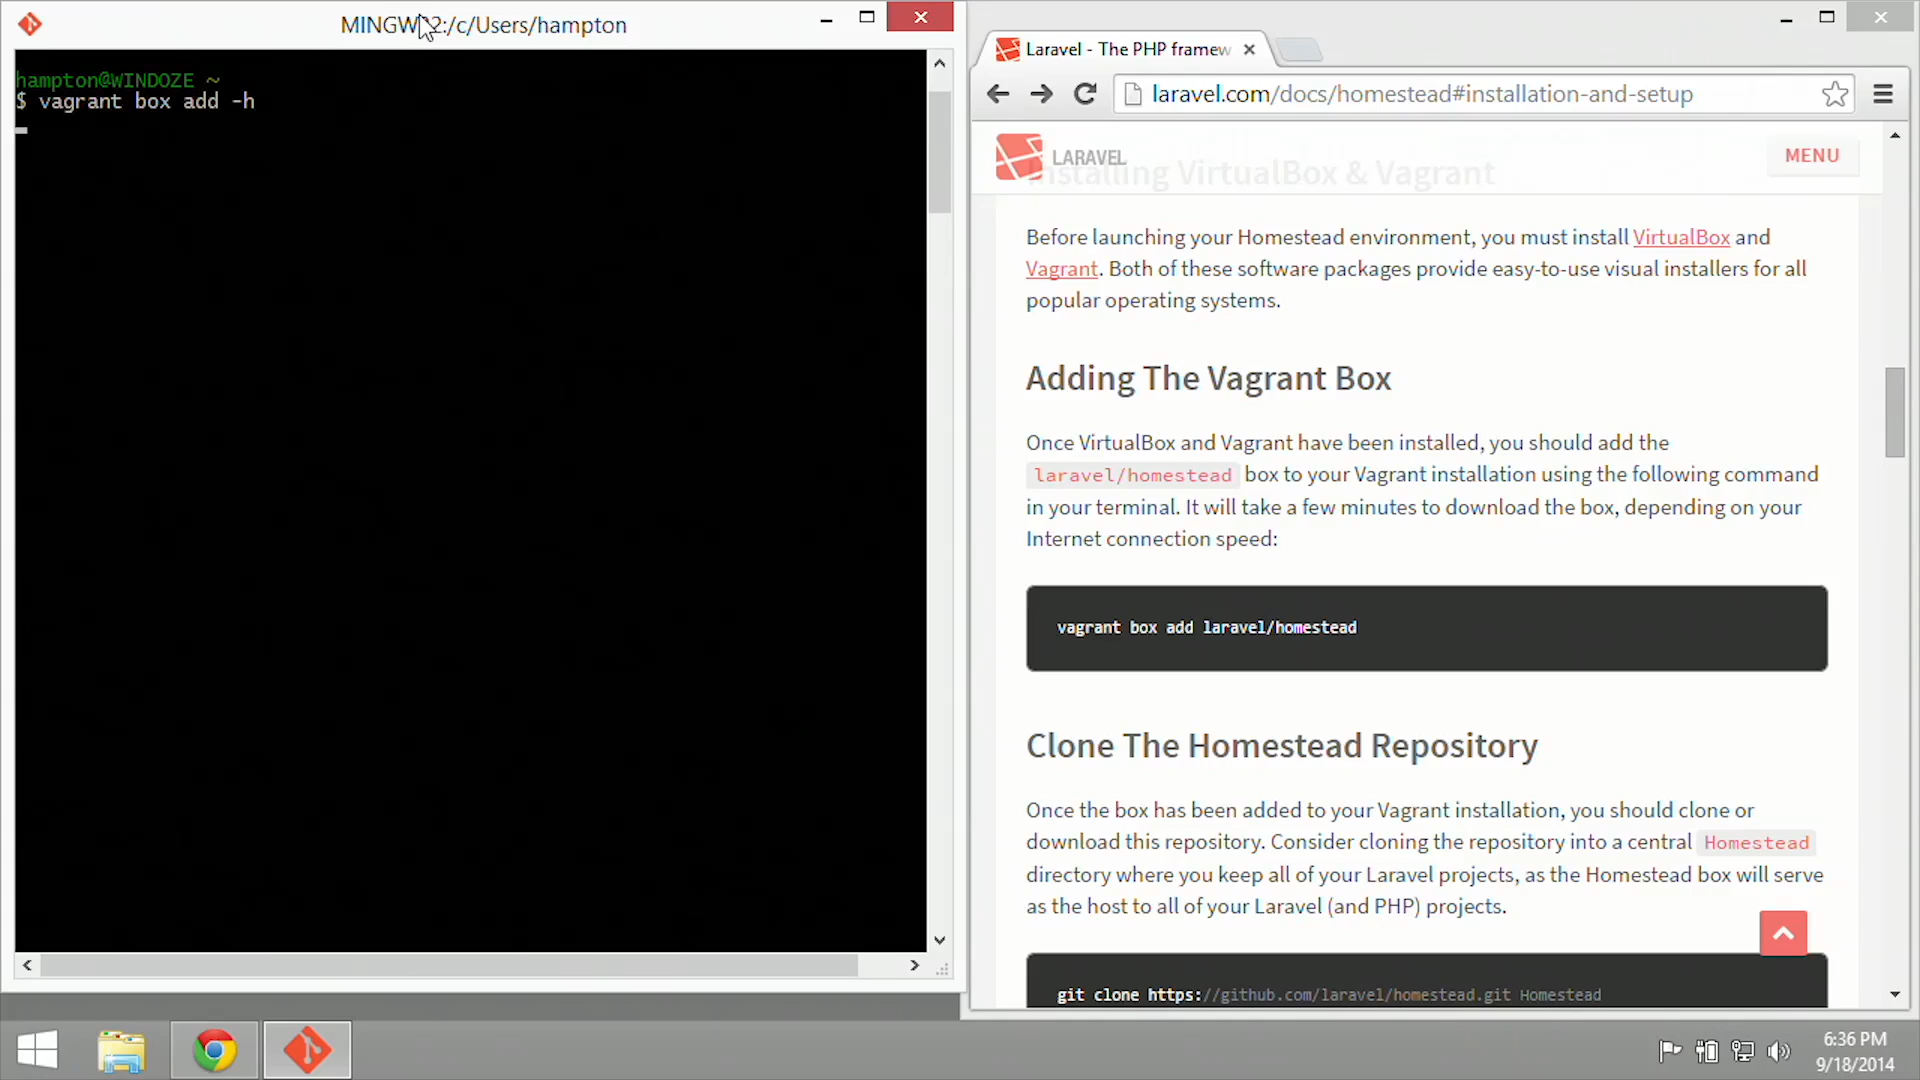 MINGW32:/c/Users/hampton
hampton@WINDOZE ~
$ vagrant box add -h
Laravel - The PHP framew
laravel.com/docs/homestead#installation-and-setup
LARAVEL
MENU
Installing VirtualBox & Vagrant
Before launching your Homestead environment, you must install VirtualBox and
Vagrant. Both of these software packages provide easy-to-use visual installers for all
popular operating systems.
Adding The Vagrant Box
Once VirtualBox and Vagrant have been installed, you should add the
laravel/homestead box to your Vagrant installation using the following command
in your terminal. It will take a few minutes to download the box, depending on your
Internet connection speed:
vagrant box add laravel/homestead
Clone The Homestead Repository
Once the box has been added to your Vagrant installation, you should clone or
download this repository. Consider cloning the repository into a central Homestead
directory where you keep all of your Laravel projects, as the Homestead box will serve
as the host to all of your Laravel (and PHP) projects.
git clone https://github.com/laravel/homestead.git Homestead
6:36 PM
9/18/2014